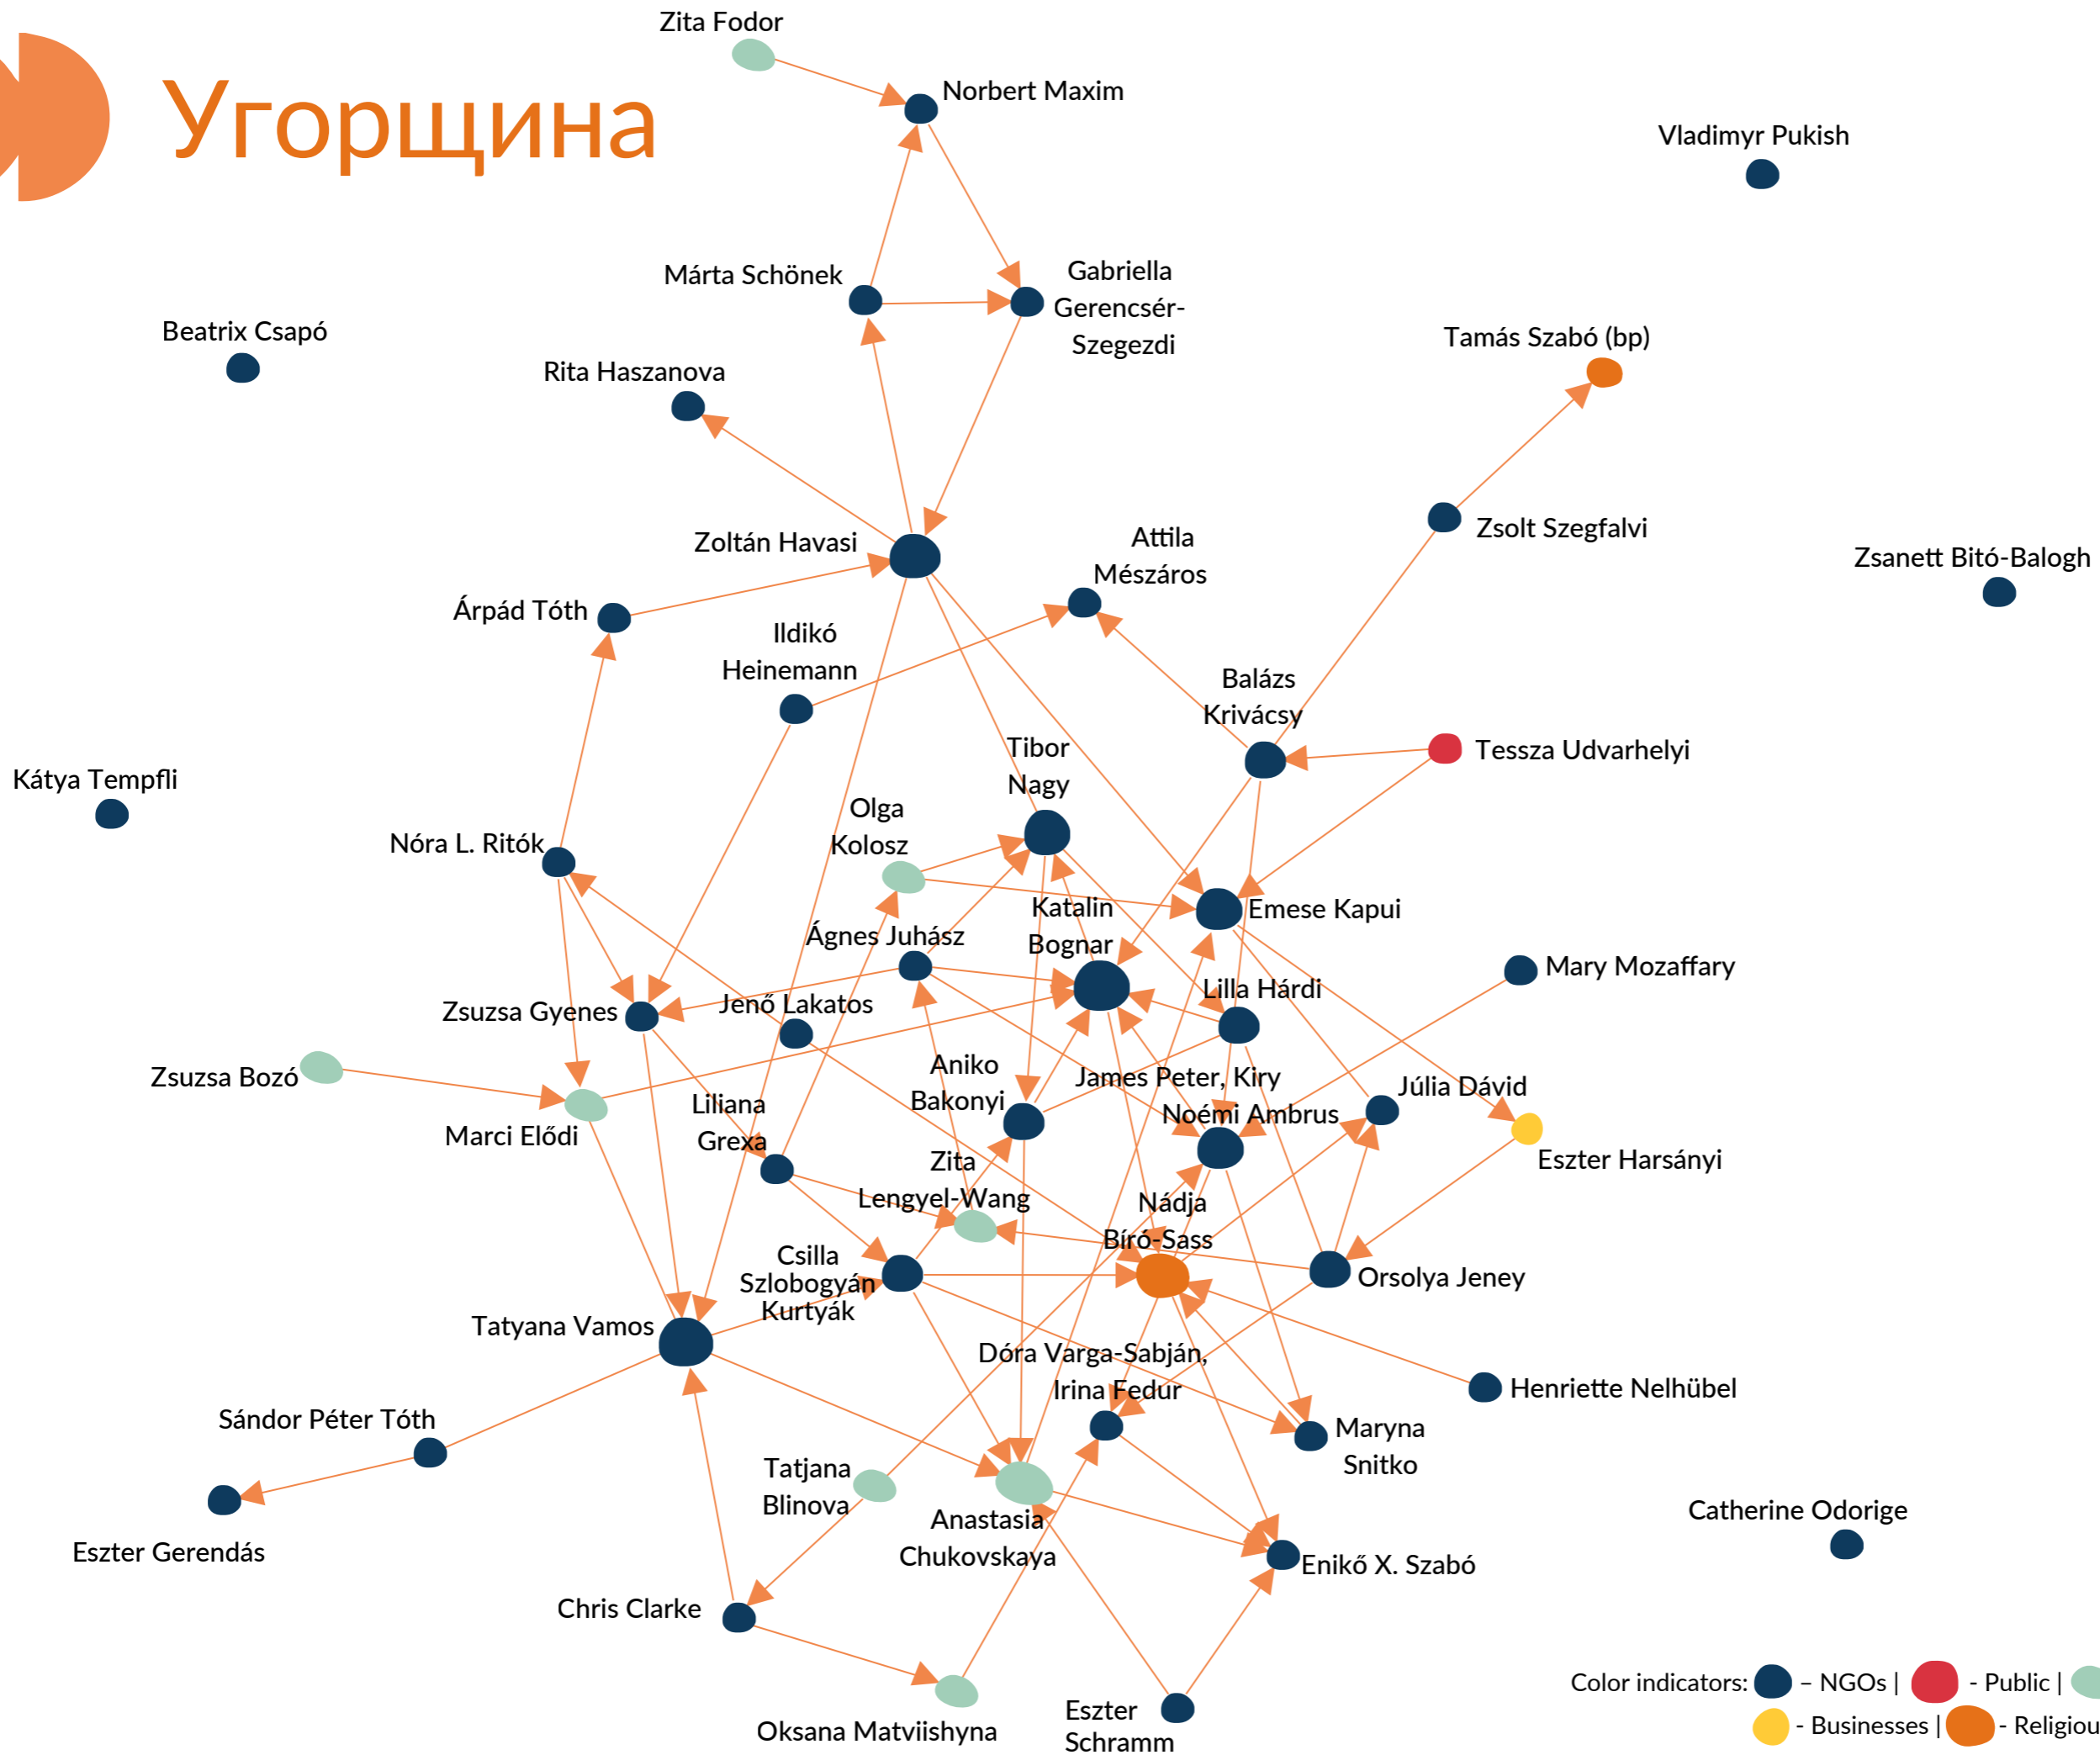 Zita Fodor
Norbert Maxim
Угорщина
Vladimyr Pukish
Márta Schönek
Gabriella
Gerencsér-
Szegezdi
Beatrix Csapó
Tamás Szabó (bp)
Rita Haszanova
Zsolt Szegfalvi
Zoltán Havasi
Attila
Mészáros
Zsanett Bitó-Balogh
Árpád Tóth
Ildikó
Heinemann
Balázs
Krivácsy
Tibor
Nagy
Tessza Udvarhelyi
Kátya Tempfli
Olga
Kolosz
Nóra L. Ritók
Katalin
Bognar
Emese Kapui
Ágnes Juhász
Mary Mozaffary
Lilla Hárdi
Jenő Lakatos
Zsuzsa Gyenes
Zsuzsa Bozó
Aniko
Bakonyi
James Peter, Kiry
Noémi Ambrus
Júlia Dávid
Liliana
Grexa
Marci Elődi
Eszter Harsányi
Zita
Lengyel-Wang
Nádja
Bíró-Sass
Csilla
Szlobogyán
Kurtyák
Orsolya Jeney
Tatyana Vamos
Dóra Varga-Sabján,
Irina Fedur
Henriette Nelhübel
Sándor Péter Tóth
Maryna
Snitko
Tatjana
Blinova
Anastasia
Chukovskaya
Catherine Odorige
Eszter Gerendás
Enikő X. Szabó
Chris Clarke
Oksana Matviishyna
Eszter
Schramm
Color indicators: – NGOs | - Public |
- Businesses | - Religiou